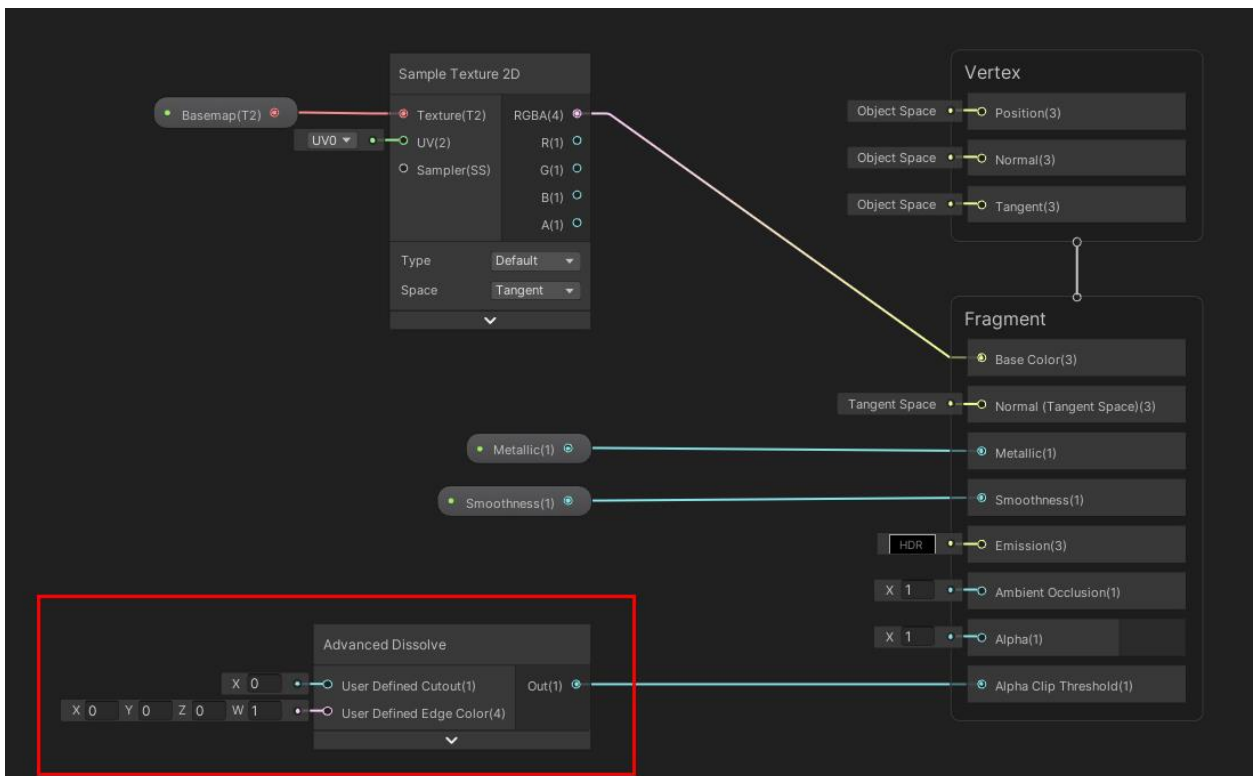 Sample Texture 2D
Basemap(T2)
Texture(T2) RGBA(4)
UV0 UV(2) R(1)
Sampler(SS) G(1)
B(1)
A(1)
Type Default
Space Tangent
Metallic(1)
Smoothness(1)
Advanced Dissolve
X 0 User Defined Cutout(1) Out(1)
X 0 Y 0 Z 0 W 1 User Defined Edge Color(4)
Vertex
Object Space Position(3)
Object Space Normal(3)
Object Space Tangent(3)
Fragment
Base Color(3)
Tangent Space Normal (Tangent Space)(3)
Metallic(1)
Smoothness(1)
HDR Emission(3)
X 1 Ambient Occlusion(1)
X 1 Alpha(1)
Alpha Clip Threshold(1)